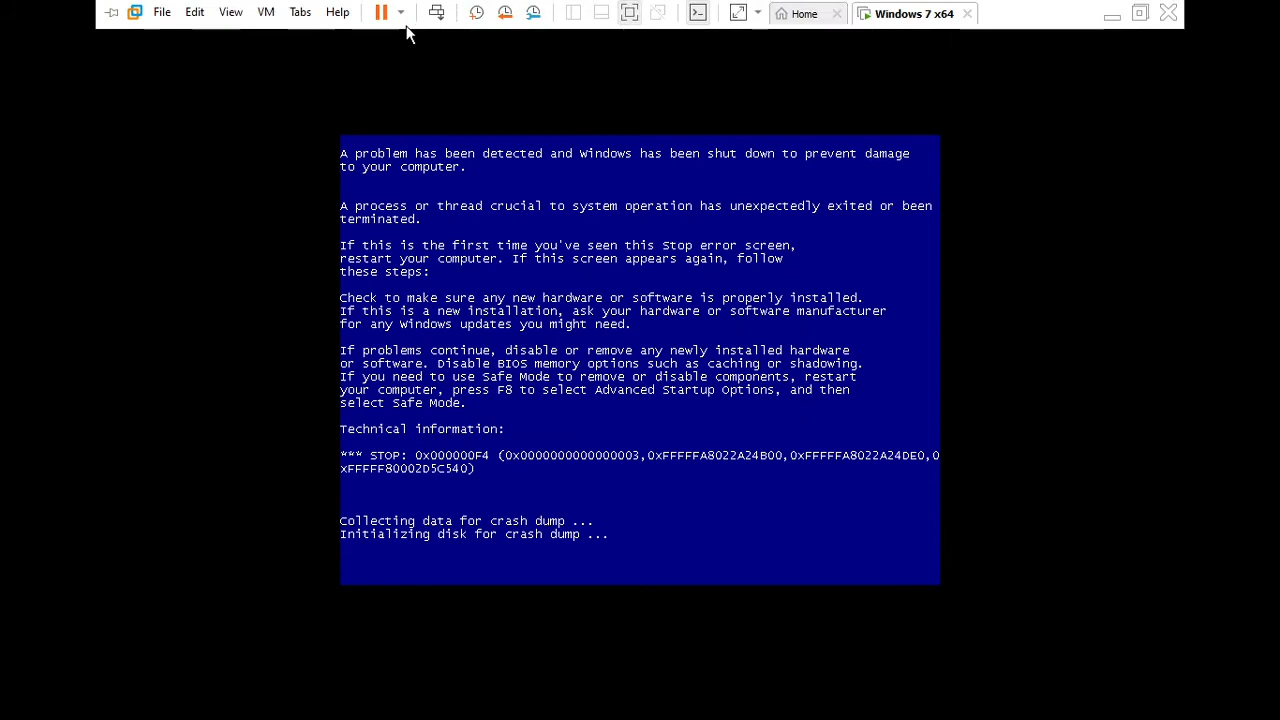 File Edit View VM Tabs Help Home Windows 7 x64
A problem has been detected and Windows has been shut down to prevent damage
to your computer.
A process or thread crucial to system operation has unexpectedly exited or been
terminated.
If this is the first time you've seen this Stop error screen,
restart your computer. If this screen appears again, follow
these steps:
Check to make sure any new hardware or software is properly installed.
If this is a new installation, ask your hardware or software manufacturer
for any Windows updates you might need.
If problems continue, disable or remove any newly installed hardware
or software. Disable BIOS memory options such as caching or shadowing.
If you need to use Safe Mode to remove or disable components, restart
your computer, press F8 to select Advanced Startup Options, and then
select Safe Mode.
Technical information:
*** STOP: 0x000000F4 (0x0000000000000003,0xFFFFFA8022A24B00,0xFFFFFA8022A24DE0,0
xFFFFF80002D5C540)
Collecting data for crash dump ...
Initializing disk for crash dump ...